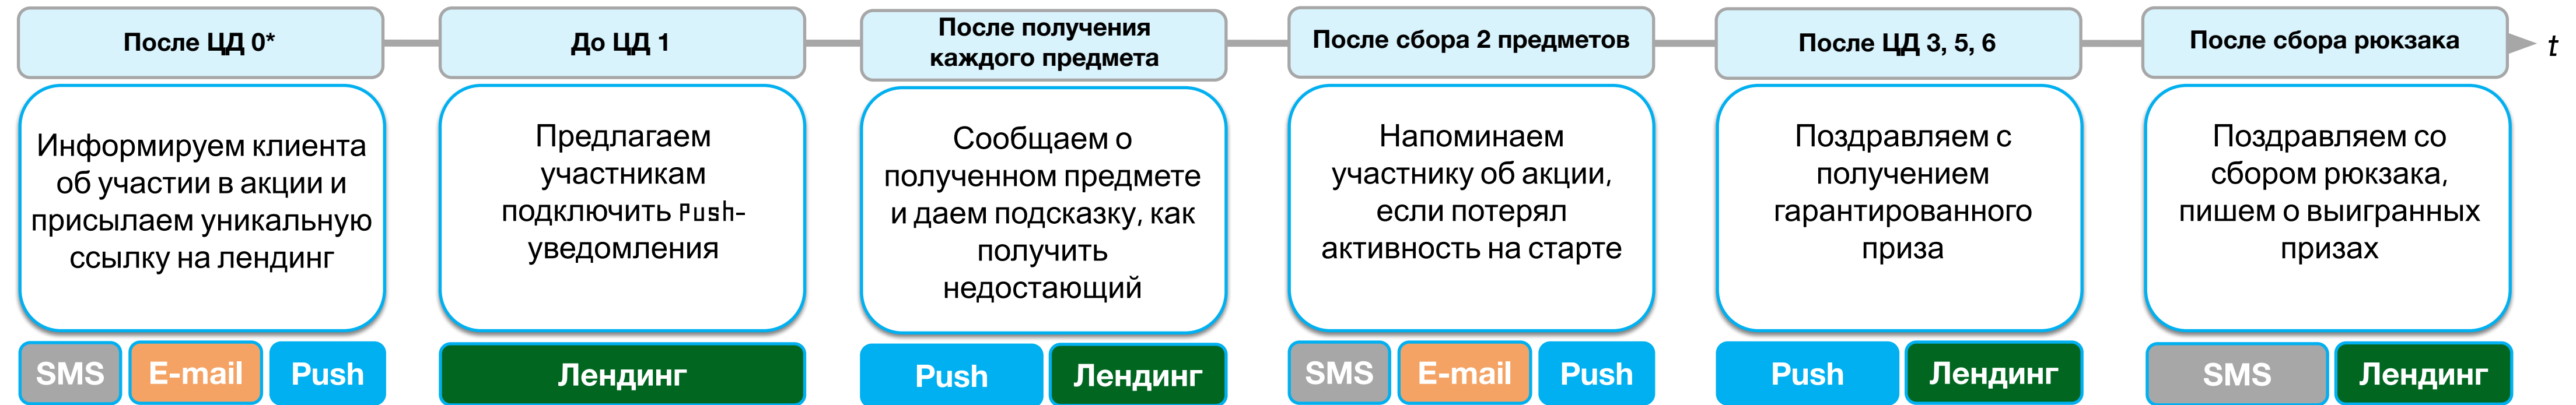 После ЦД 0*
До ЦД 1
После получения
каждого предмета
После сбора 2 предметов
После ЦД 3, 5, 6
После сбора рюкзака
t
Информируем клиента
об участии в акции и
присылаем уникальную
ссылку на лендинг
Предлагаем
участникам
подключить Push-
уведомления
Сообщаем о
полученном предмете
и даем подсказку, как
получить
недостающий
Напоминаем
участнику об акции,
если потерял
активность на старте
Поздравляем с
получением
гарантированного
приза
Поздравляем со
сбором рюкзака,
пишем о выигранных
призах
SMS
E-mail
Push
Лендинг
Push
Лендинг
SMS
E-mail
Push
Push
Лендинг
SMS
Лендинг